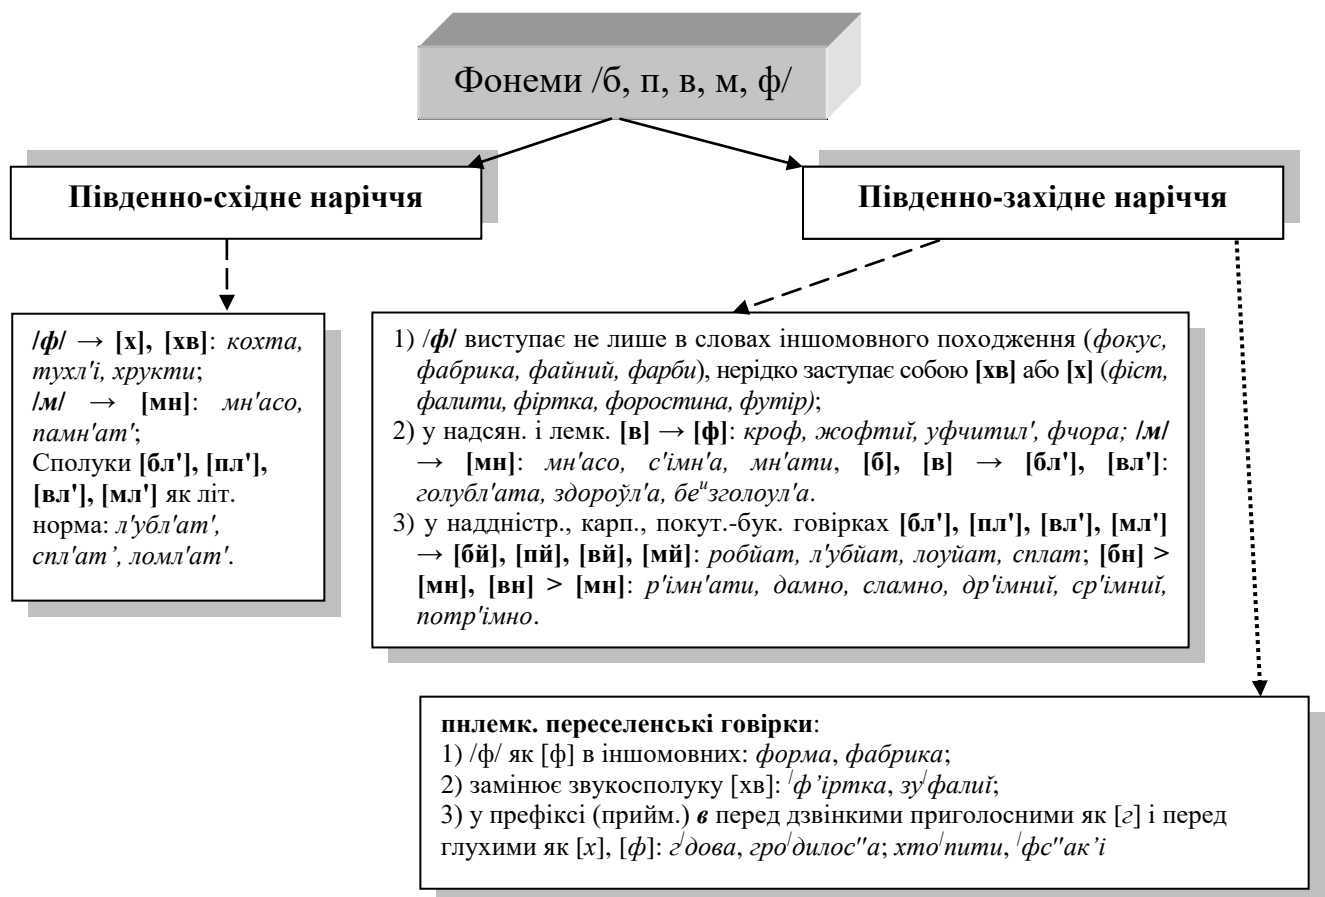 Фонеми /б, п, в, м, ф/
Південно-східне наріччя
Південно-західне наріччя
/ф/ → [х], [хв]: кохта,
тухл'і, хрукти;
/м/ → [мн]: мн'асо,
памн'ат';
Сполуки [бл'], [пл'],
[вл'], [мл'] як літ.
норма: л'убл'ат',
спл'ат’, ломл'ат'.
1) /ф/ виступає не лише в словах іншомовного походження (фокус,
фабрика, файний, фарби), нерідко заступає собою [хв] або [х] (фіст,
фалити, фіртка, форостина, футір);
2) у надсян. і лемк. [в] → [ф]: кроф, жофтиĭ, уфчитил', фчора; /м/
→ [мн]: мн'асо, с'імн'а, мн'ати, [б], [в] → [бл'], [вл']:
голубл'ата, здороўл'а, беᵘзголоул'а.
3) у наддністр., карп., покут.-бук. говірках [бл'], [пл'], [вл'], [мл']
→ [бй], [пй], [вй], [мй]: робйат, л'убйат, лоуйат, сплат; [бн] >
[мн], [вн] > [мн]: р'імн'ати, дамно, сламно, др'імниĭ, ср'імниĭ,
потр'імно.
пнлемк. переселенські говірки:
1) /ф/ як [ф] в іншомовних: форма, фабрика;
2) замінює звукосполуку [хв]: ˈф’іртка, зуˈфалиĭ;
3) у префіксі (прийм.) в перед дзвінкими приголосними як [г] і перед
глухими як [х], [ф]: гˈдова, гроˈдилос"а; хтоˈпити, ˈфс"ак’і